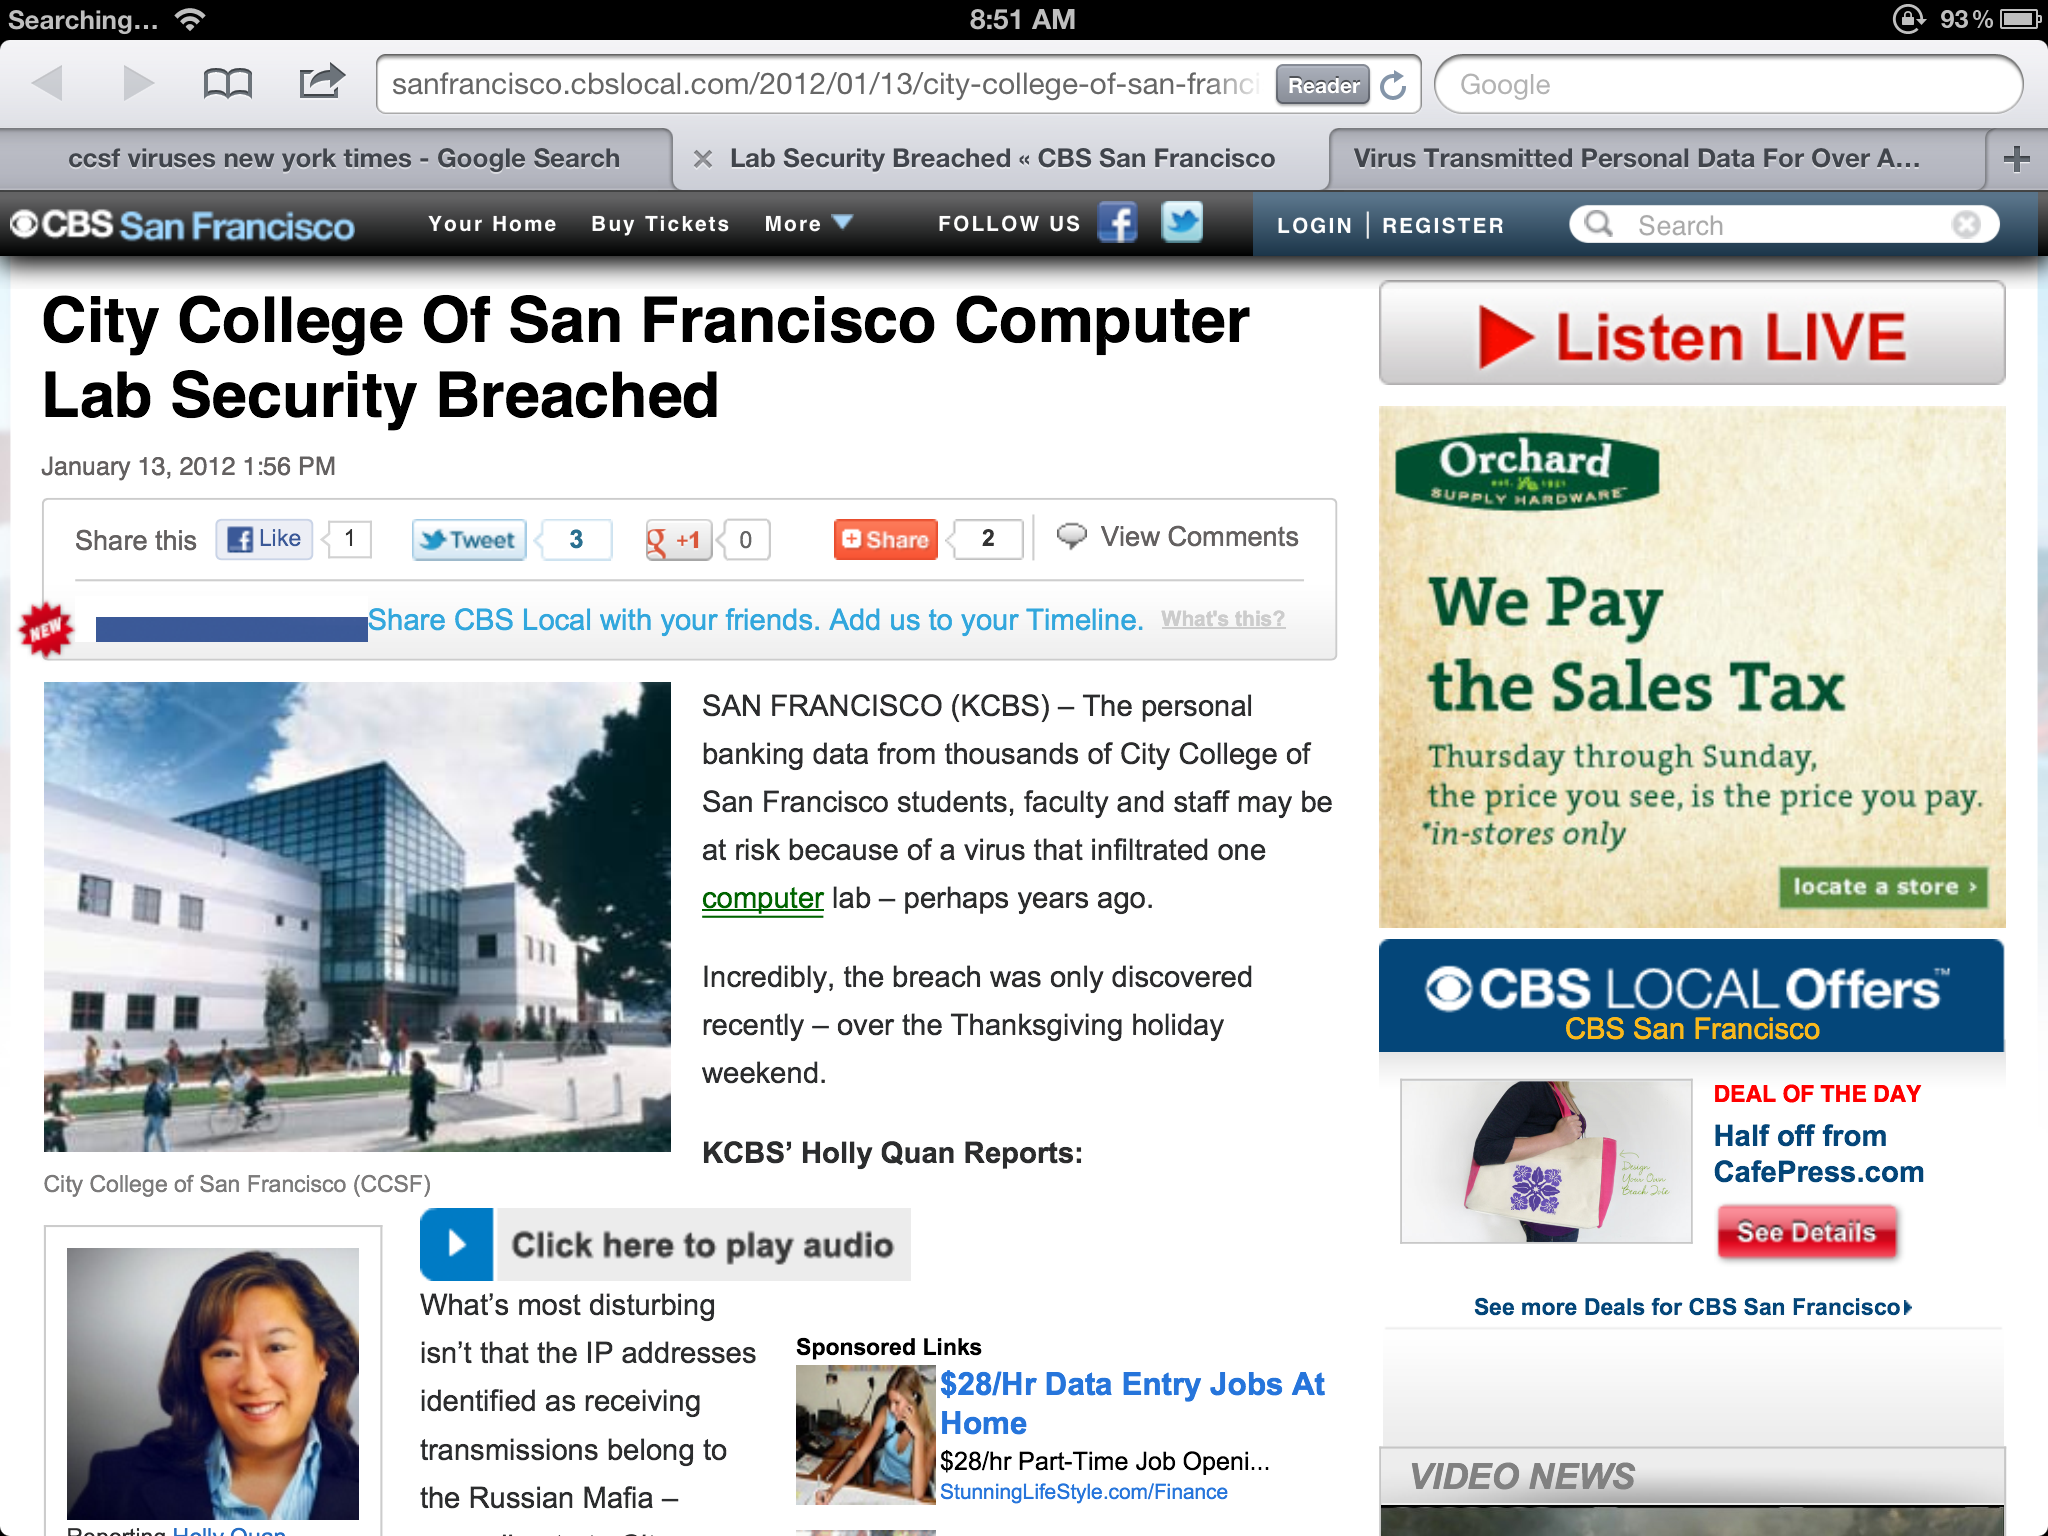 Searching...
8:51 AM
93%
sanfrancisco.cbslocal.com/2012/01/13/city-college-of-san-franci
Reader
Google
ccsf viruses new york times - Google Search
Lab Security Breached « CBS San Francisco
Virus Transmitted Personal Data For Over A...
CBS San Francisco
Your Home
Buy Tickets
More
FOLLOW US
LOGIN | REGISTER
Search
City College Of San Francisco Computer
Lab Security Breached
January 13, 2012 1:56 PM
Share this
Like
1
Tweet
3
+1
0
Share
2
View Comments
NEW
Share CBS Local with your friends. Add us to your Timeline.
What's this?
SAN FRANCISCO (KCBS) – The personal
banking data from thousands of City College of
San Francisco students, faculty and staff may be
at risk because of a virus that infiltrated one
computer lab – perhaps years ago.
Incredibly, the breach was only discovered
recently – over the Thanksgiving holiday
weekend.
KCBS’ Holly Quan Reports:
City College of San Francisco (CCSF)
Click here to play audio
What’s most disturbing
isn’t that the IP addresses
identified as receiving
transmissions belong to
the Russian Mafia –
Reporting Holly Quan
Sponsored Links
$28/Hr Data Entry Jobs At
Home
$28/hr Part-Time Job Openi...
StunningLifeStyle.com/Finance
Listen LIVE
Orchard
est. 1931
SUPPLY HARDWARE
We Pay
the Sales Tax
Thursday through Sunday,
the price you see, is the price you pay.
*in-stores only
locate a store ›
CBS LOCAL Offers™
CBS San Francisco
Design
Your Own
Beach Tote
DEAL OF THE DAY
Half off from
CafePress.com
See Details
See more Deals for CBS San Francisco
VIDEO NEWS